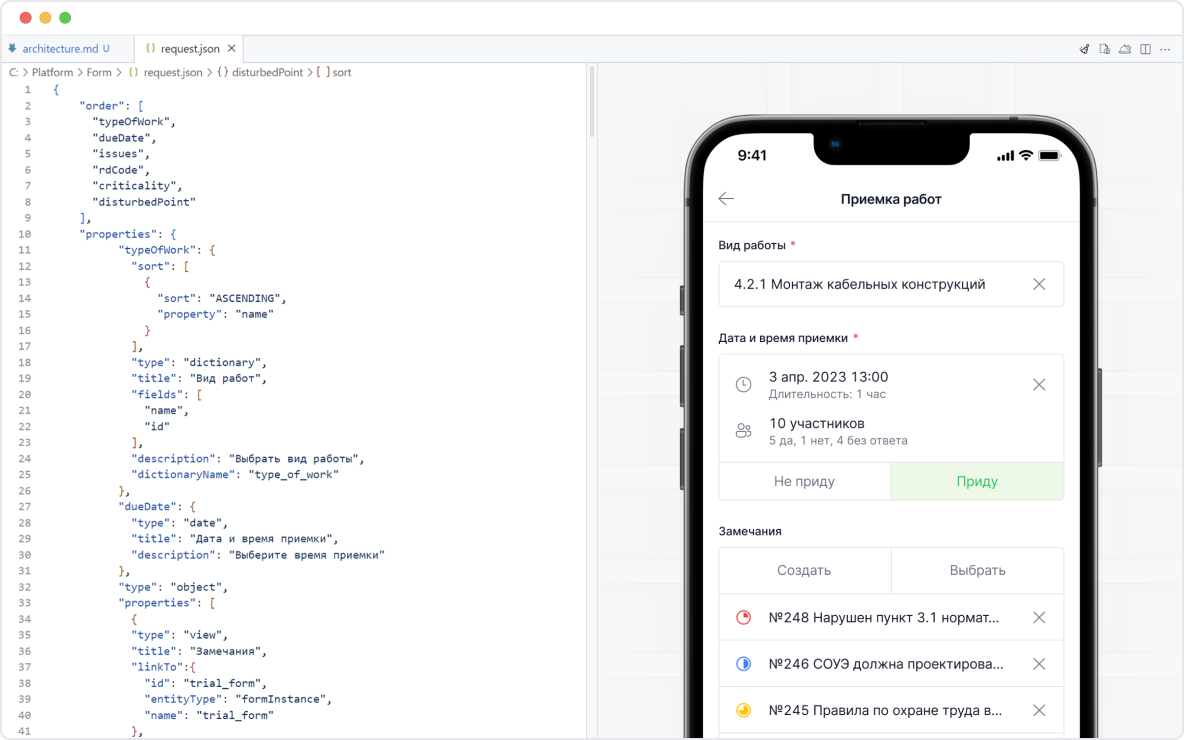 architecture.md U
{} request.json ×
C: > Platform > Form > {} request.json > {} disturbedPoint > [ ] sort
1 {
2 "order": [
3 "typeOfWork",
4 "dueDate",
5 "issues",
6 "rdCode",
7 "criticality",
8 "disturbedPoint"
9 ],
10 "properties": {
11 "typeOfWork": {
12 "sort": [
13 {
14 "sort": "ASCENDING",
15 "property": "name"
16 }
17 ],
18 "type": "dictionary",
19 "title": "Вид работ",
20 "fields": [
21 "name",
22 "id"
23 ],
24 "description": "Выбрать вид работы",
25 "dictionaryName": "type_of_work"
26 },
27 "dueDate": {
28 "type": "date",
29 "title": "Дата и время приемки",
30 "description": "Выберите время приемки"
31 },
32 "type": "object",
33 "properties": [
34 {
35 "type": "view",
36 "title": "Замечания",
37 "linkTo":{
38 "id": "trial_form",
39 "entityType": "formInstance",
40 "name": "trial_form"
41 },
9:41
Приемка работ
Вид работы *
4.2.1 Монтаж кабельных конструкций
Дата и время приемки *
3 апр. 2023 13:00
Длительность: 1 час
10 участников
5 да, 1 нет, 4 без ответа
Не приду
Приду
Замечания
Создать
Выбрать
№248 Нарушен пункт 3.1 нормат...
№246 СОУЭ должна проектирова...
№245 Правила по охране труда в...